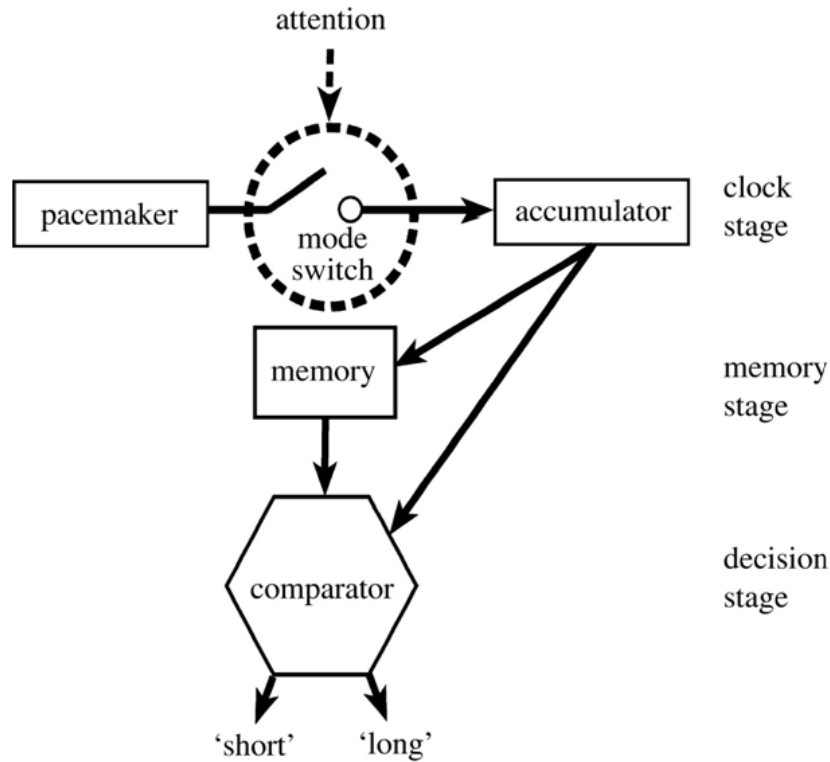 attention
pacemaker
mode
switch
accumulator
clock
stage
memory
memory
stage
comparator
decision
stage
‘short’
‘long’